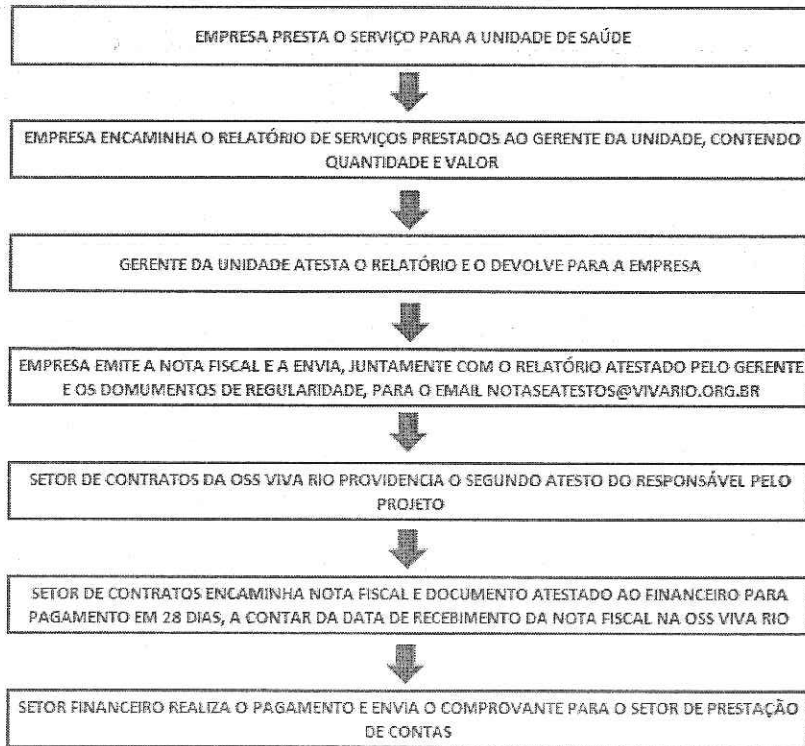 EMPRESA PRESTA O SERVIÇO PARA A UNIDADE DE SAÚDE
EMPRESA ENCAMINHA O RELATÓRIO DE SERVIÇOS PRESTADOS AO GERENTE DA UNIDADE, CONTENDO
QUANTIDADE E VALOR
GERENTE DA UNIDADE ATESTA O RELATÓRIO E O DEVOLVE PARA A EMPRESA
EMPRESA EMITE A NOTA FISCAL E A ENVIA, JUNTAMENTE COM O RELATÓRIO ATESTADO PELO GERENTE
E OS DOMUMENTOS DE REGULARIDADE, PARA O EMAIL NOTASEATESTOS@VIVARIO.ORG.BR
SETOR DE CONTRATOS DA OSS VIVA RIO PROVIDENCIA O SEGUNDO ATESTO DO RESPONSÁVEL PELO
PROJETO
SETOR DE CONTRATOS ENCAMINHA NOTA FISCAL E DOCUMENTO ATESTADO AO FINANCEIRO PARA
PAGAMENTO EM 28 DIAS, A CONTAR DA DATA DE RECEBIMENTO DA NOTA FISCAL NA OSS VIVA RIO
SETOR FINANCEIRO REALIZA O PAGAMENTO E ENVIA O COMPROVANTE PARA O SETOR DE PRESTAÇÃO
DE CONTAS